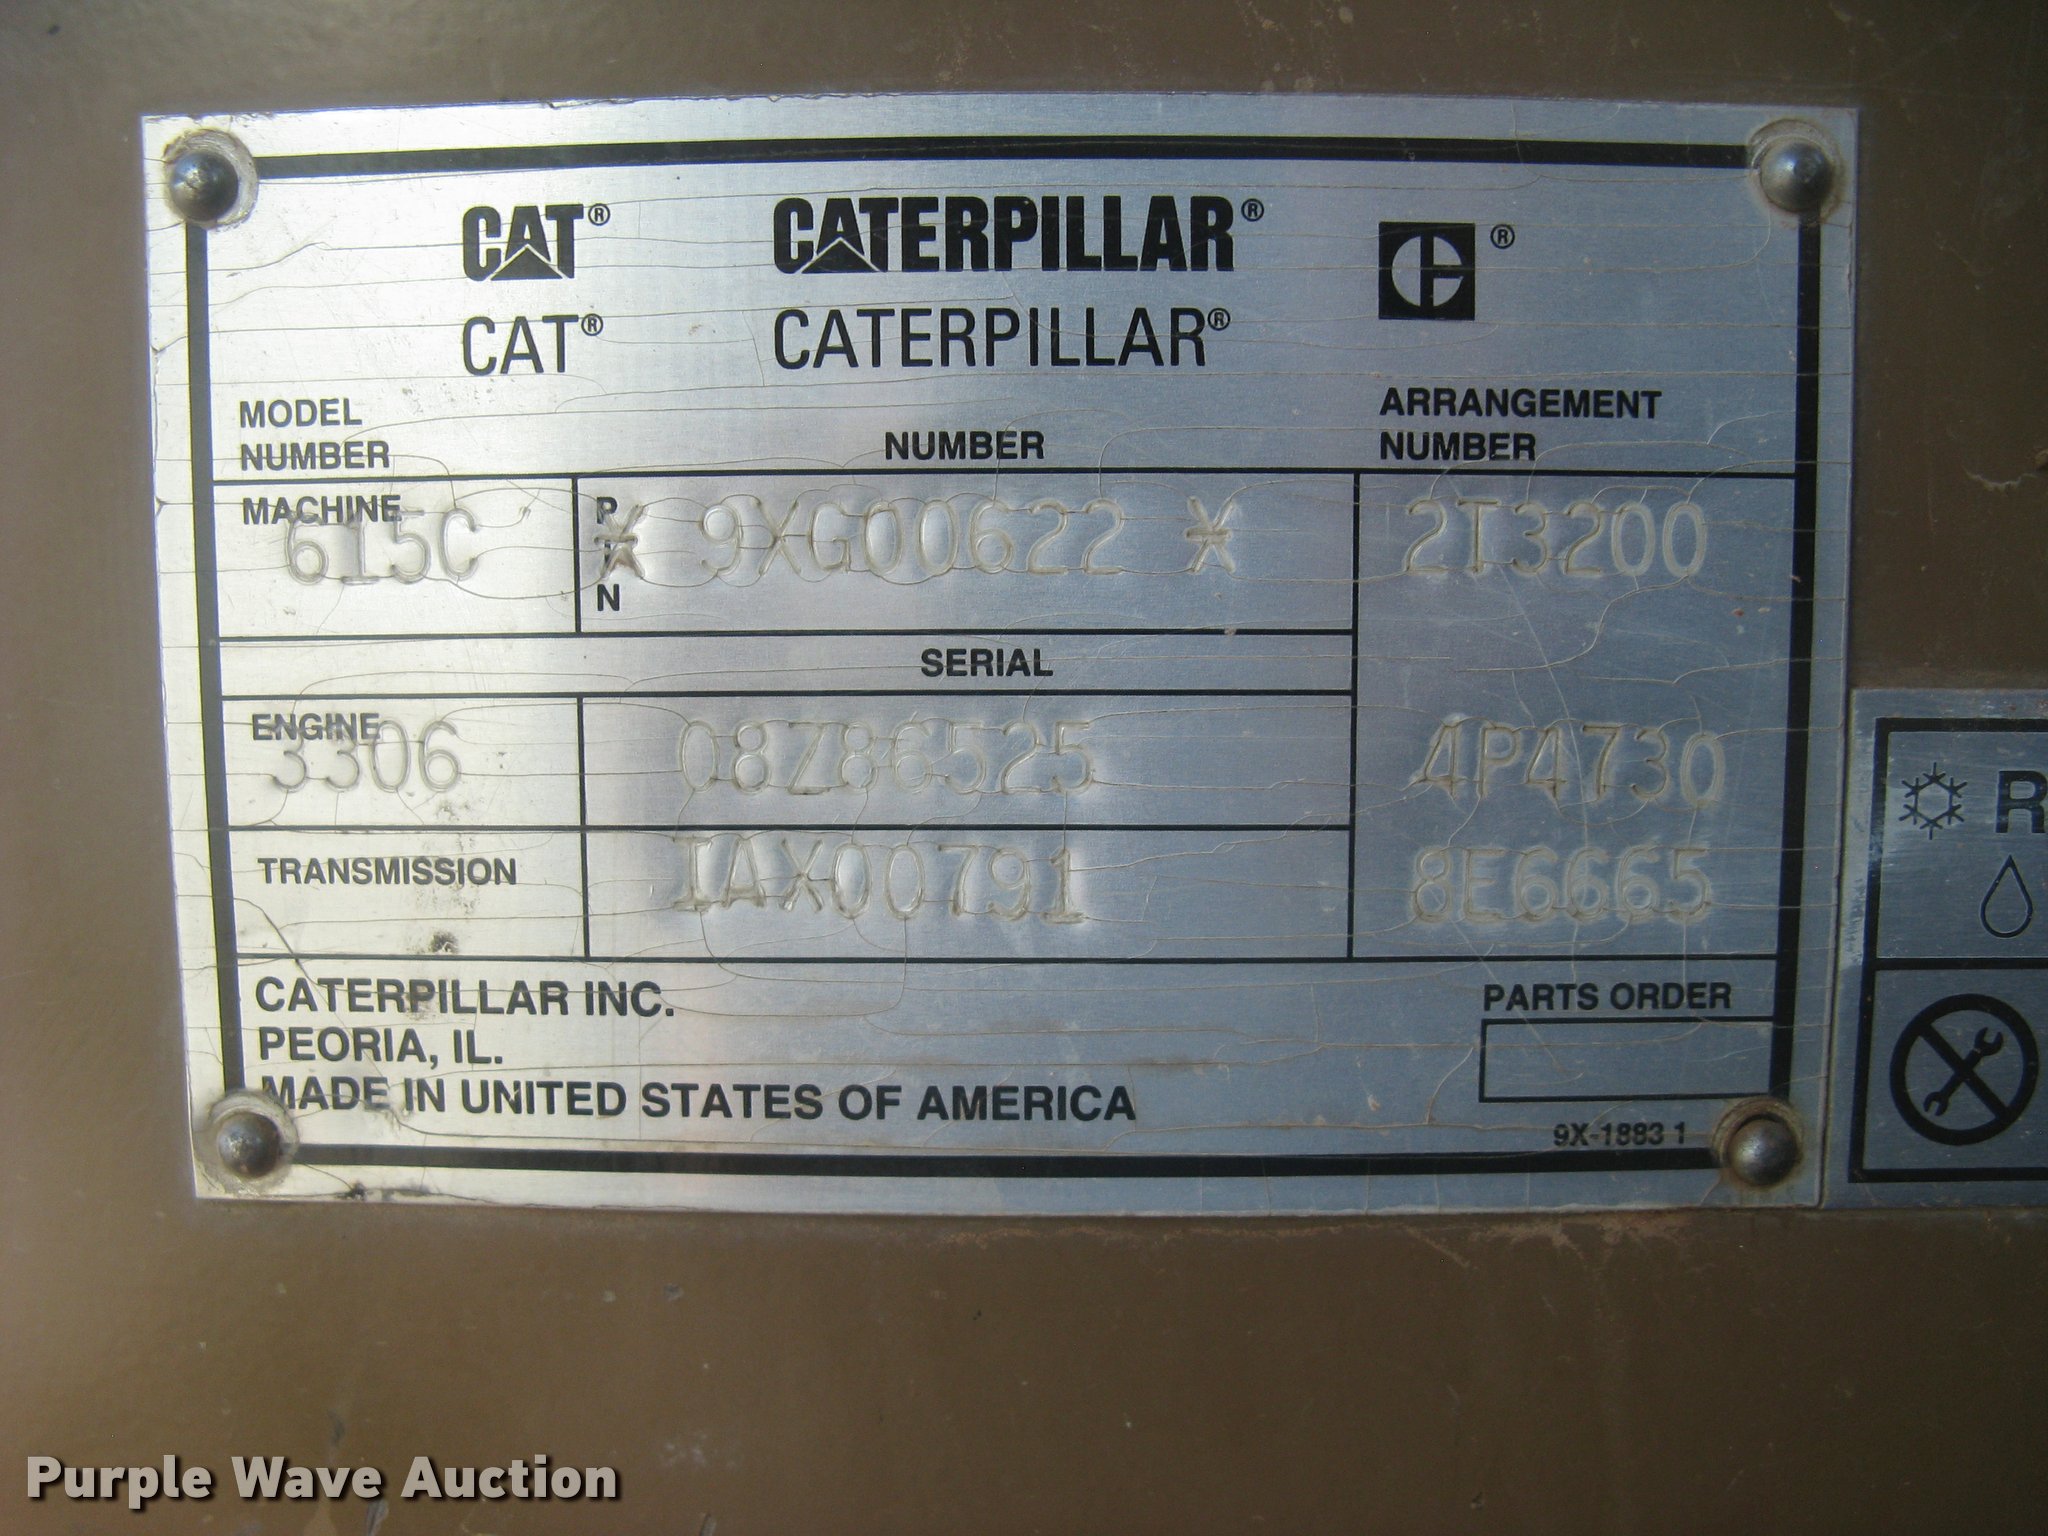 CAT® CATERPILLAR® ®
CAT® CATERPILLAR®
MODEL NUMBER
NUMBER
ARRANGEMENT NUMBER
MACHINE 615C
PIN * 9XG00622 *
2T3200
SERIAL
ENGINE 3306
08Z86525
4P4730
TRANSMISSION
IAX00791
8E6665
CATERPILLAR INC.
PEORIA, IL.
MADE IN UNITED STATES OF AMERICA
PARTS ORDER
9X-1883 1
R
Purple Wave Auction